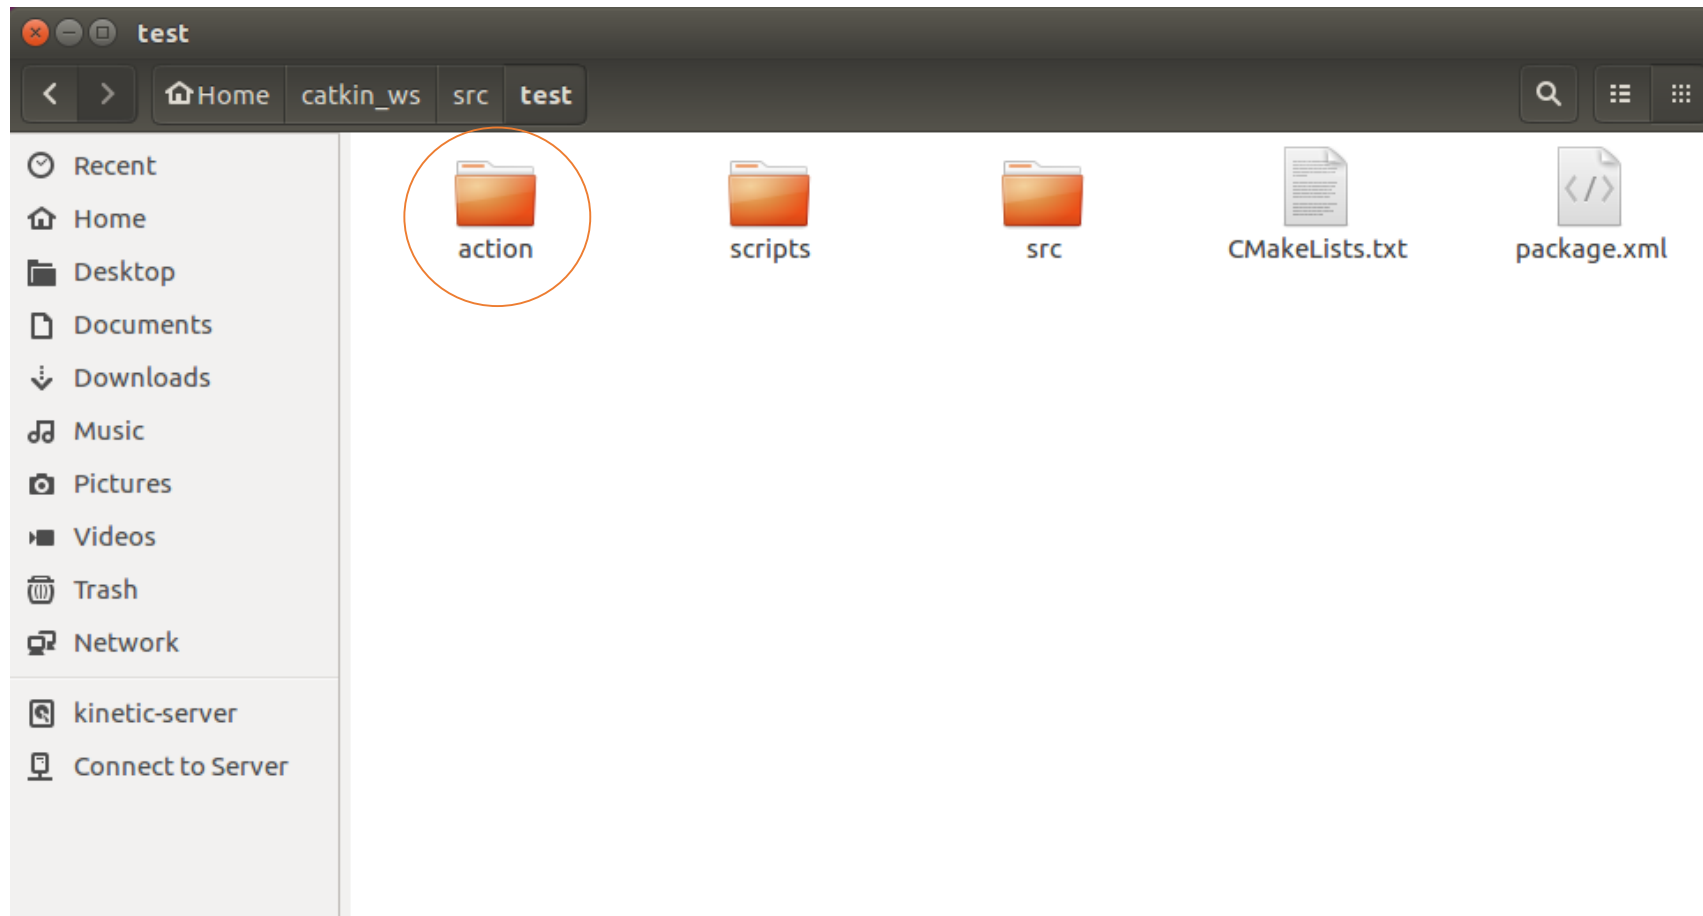 test
Home catkin_ws src test
Recent
Home
Desktop
Documents
Downloads
Music
Pictures
Videos
Trash
Network
kinetic-server
Connect to Server
action scripts src CMakeLists.txt package.xml